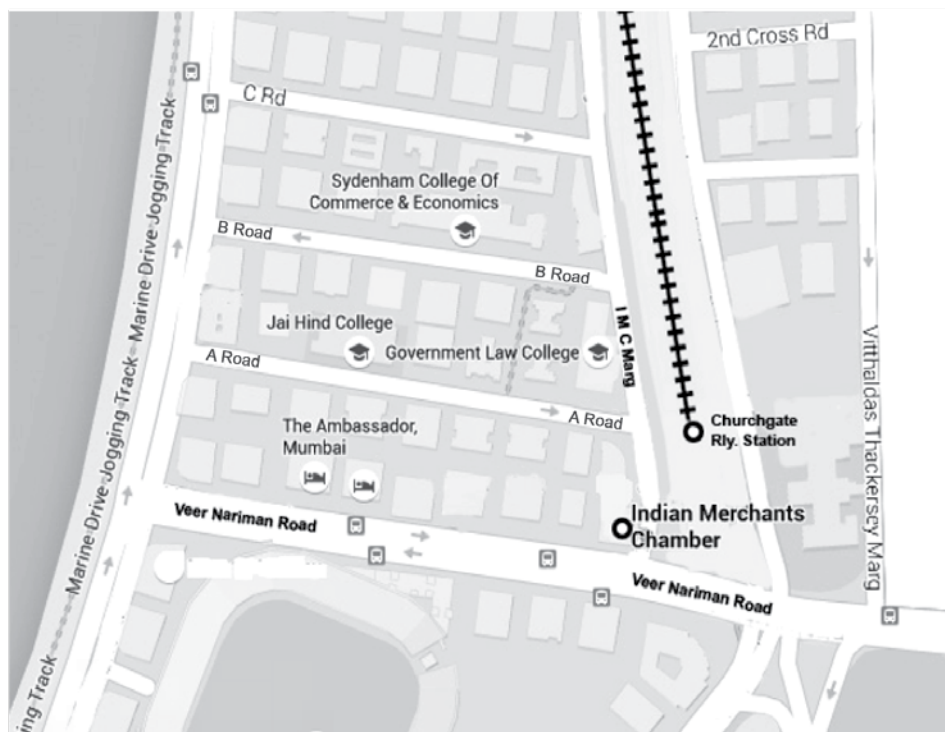 2nd Cross Rd
C Rd
Marine Drive Jogging Track
Sydenham College Of
Commerce & Economics
B Road
B Road
I M C Marg
Jai Hind College
Government Law College
A Road
A Road
Vitthaldas Thackersey Marg
Churchgate
Rly. Station
The Ambassador,
Mumbai
Marine Drive Jogging Track
Indian Merchants
Chamber
Veer Nariman Road
Veer Nariman Road
ing Track